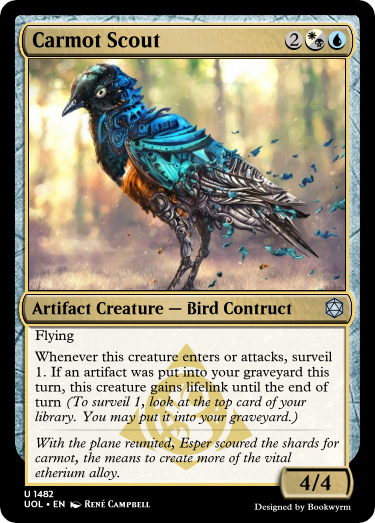 Carmot Scout 2
Artifact Creature — Bird Contruct
Flying
Whenever this creature enters or attacks, surveil
1. If an artifact was put into your graveyard this
turn, this creature gains lifelink until the end of
turn (To surveil 1, look at the top card of your
library. You may put it into your graveyard.)
With the plane reunited, Esper scoured the shards for
carmot, the means to create more of the vital
etherium alloy.
4/4
U 1482
UOL • EN René Campbell
Designed by Bookwyrm